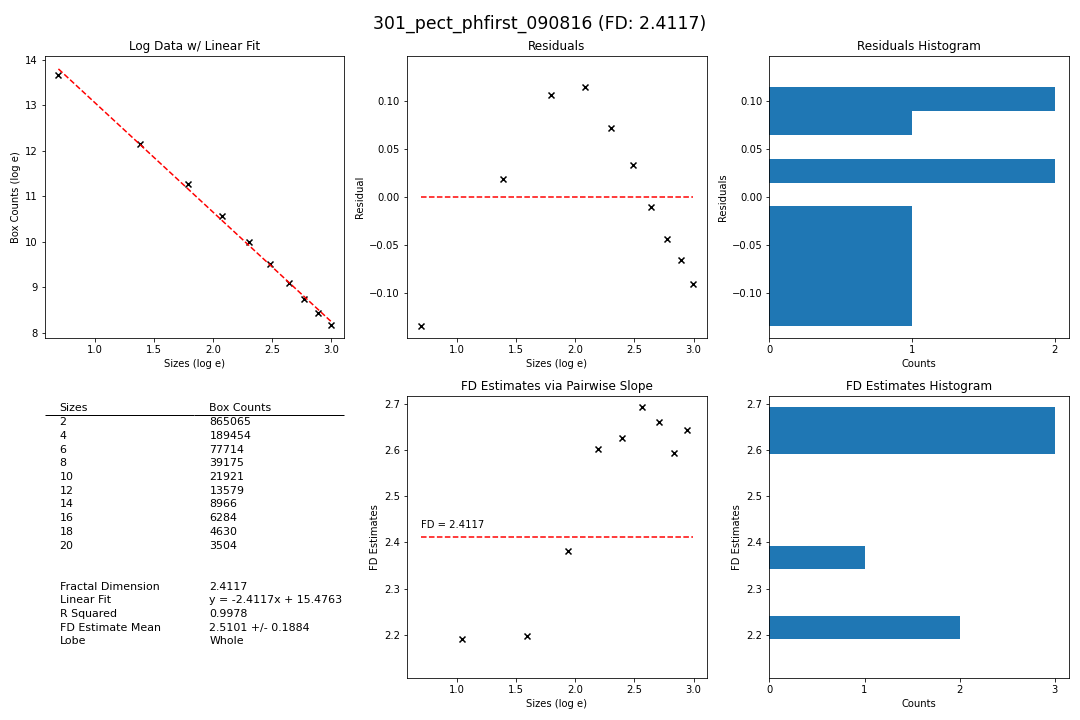 301_pect_phfirst_090816 (FD: 2.4117)
Log Data w/ Linear Fit
Box Counts (log e)
14
13
12
11
10
9
8
1.0 1.5 2.0 2.5 3.0
Sizes (log e)
Residuals
Residual
0.10
0.05
0.00
−0.05
−0.10
1.0 1.5 2.0 2.5 3.0
Sizes (log e)
Residuals Histogram
Residuals
0.10
0.05
0.00
−0.05
−0.10
0 1 2
Counts
Sizes Box Counts
2 865065
4 189454
6 77714
8 39175
10 21921
12 13579
14 8966
16 6284
18 4630
20 3504
Fractal Dimension 2.4117
Linear Fit y = -2.4117x + 15.4763
R Squared 0.9978
FD Estimate Mean 2.5101 +/- 0.1884
Lobe Whole
FD Estimates via Pairwise Slope
FD Estimates
2.7
2.6
2.5
2.4
2.3
2.2
FD = 2.4117
1.0 1.5 2.0 2.5 3.0
Sizes (log e)
FD Estimates Histogram
FD Estimates
2.7
2.6
2.5
2.4
2.3
2.2
0 1 2 3
Counts